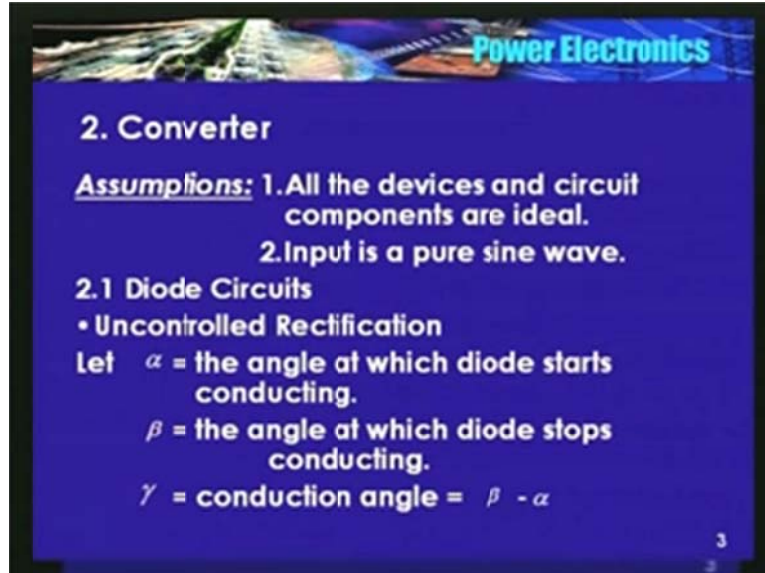 Power Electronics
2. Converter
Assumptions: 1.All the devices and circuit
components are ideal.
2.Input is a pure sine wave.
2.1 Diode Circuits
• Uncontrolled Rectification
Let α = the angle at which diode starts
conducting.
β = the angle at which diode stops
conducting.
γ = conduction angle = β - α
3
3